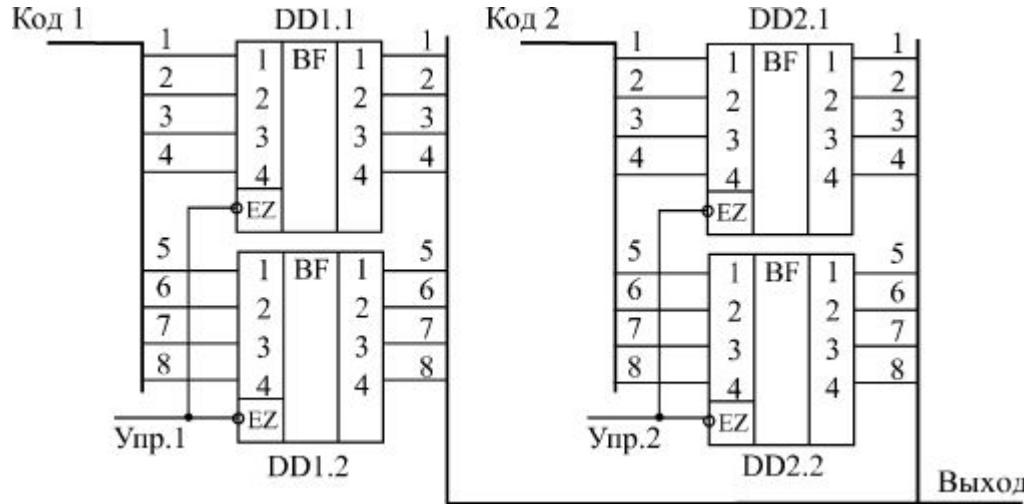 Код 1 DD1.1 Код 2 DD2.1
1 1 BF 1 1
2 2 2 2
3 3 3 3
4 4 4 4
EZ
5 1 BF 1 5
6 2 2 6
7 3 3 7
8 4 4 8
EZ
Упр.1
DD1.2
1 1 BF 1 1
2 2 2 2
3 3 3 3
4 4 4 4
EZ
5 1 BF 1 5
6 2 2 6
7 3 3 7
8 4 4 8
EZ
Упр.2
DD2.2
Выход